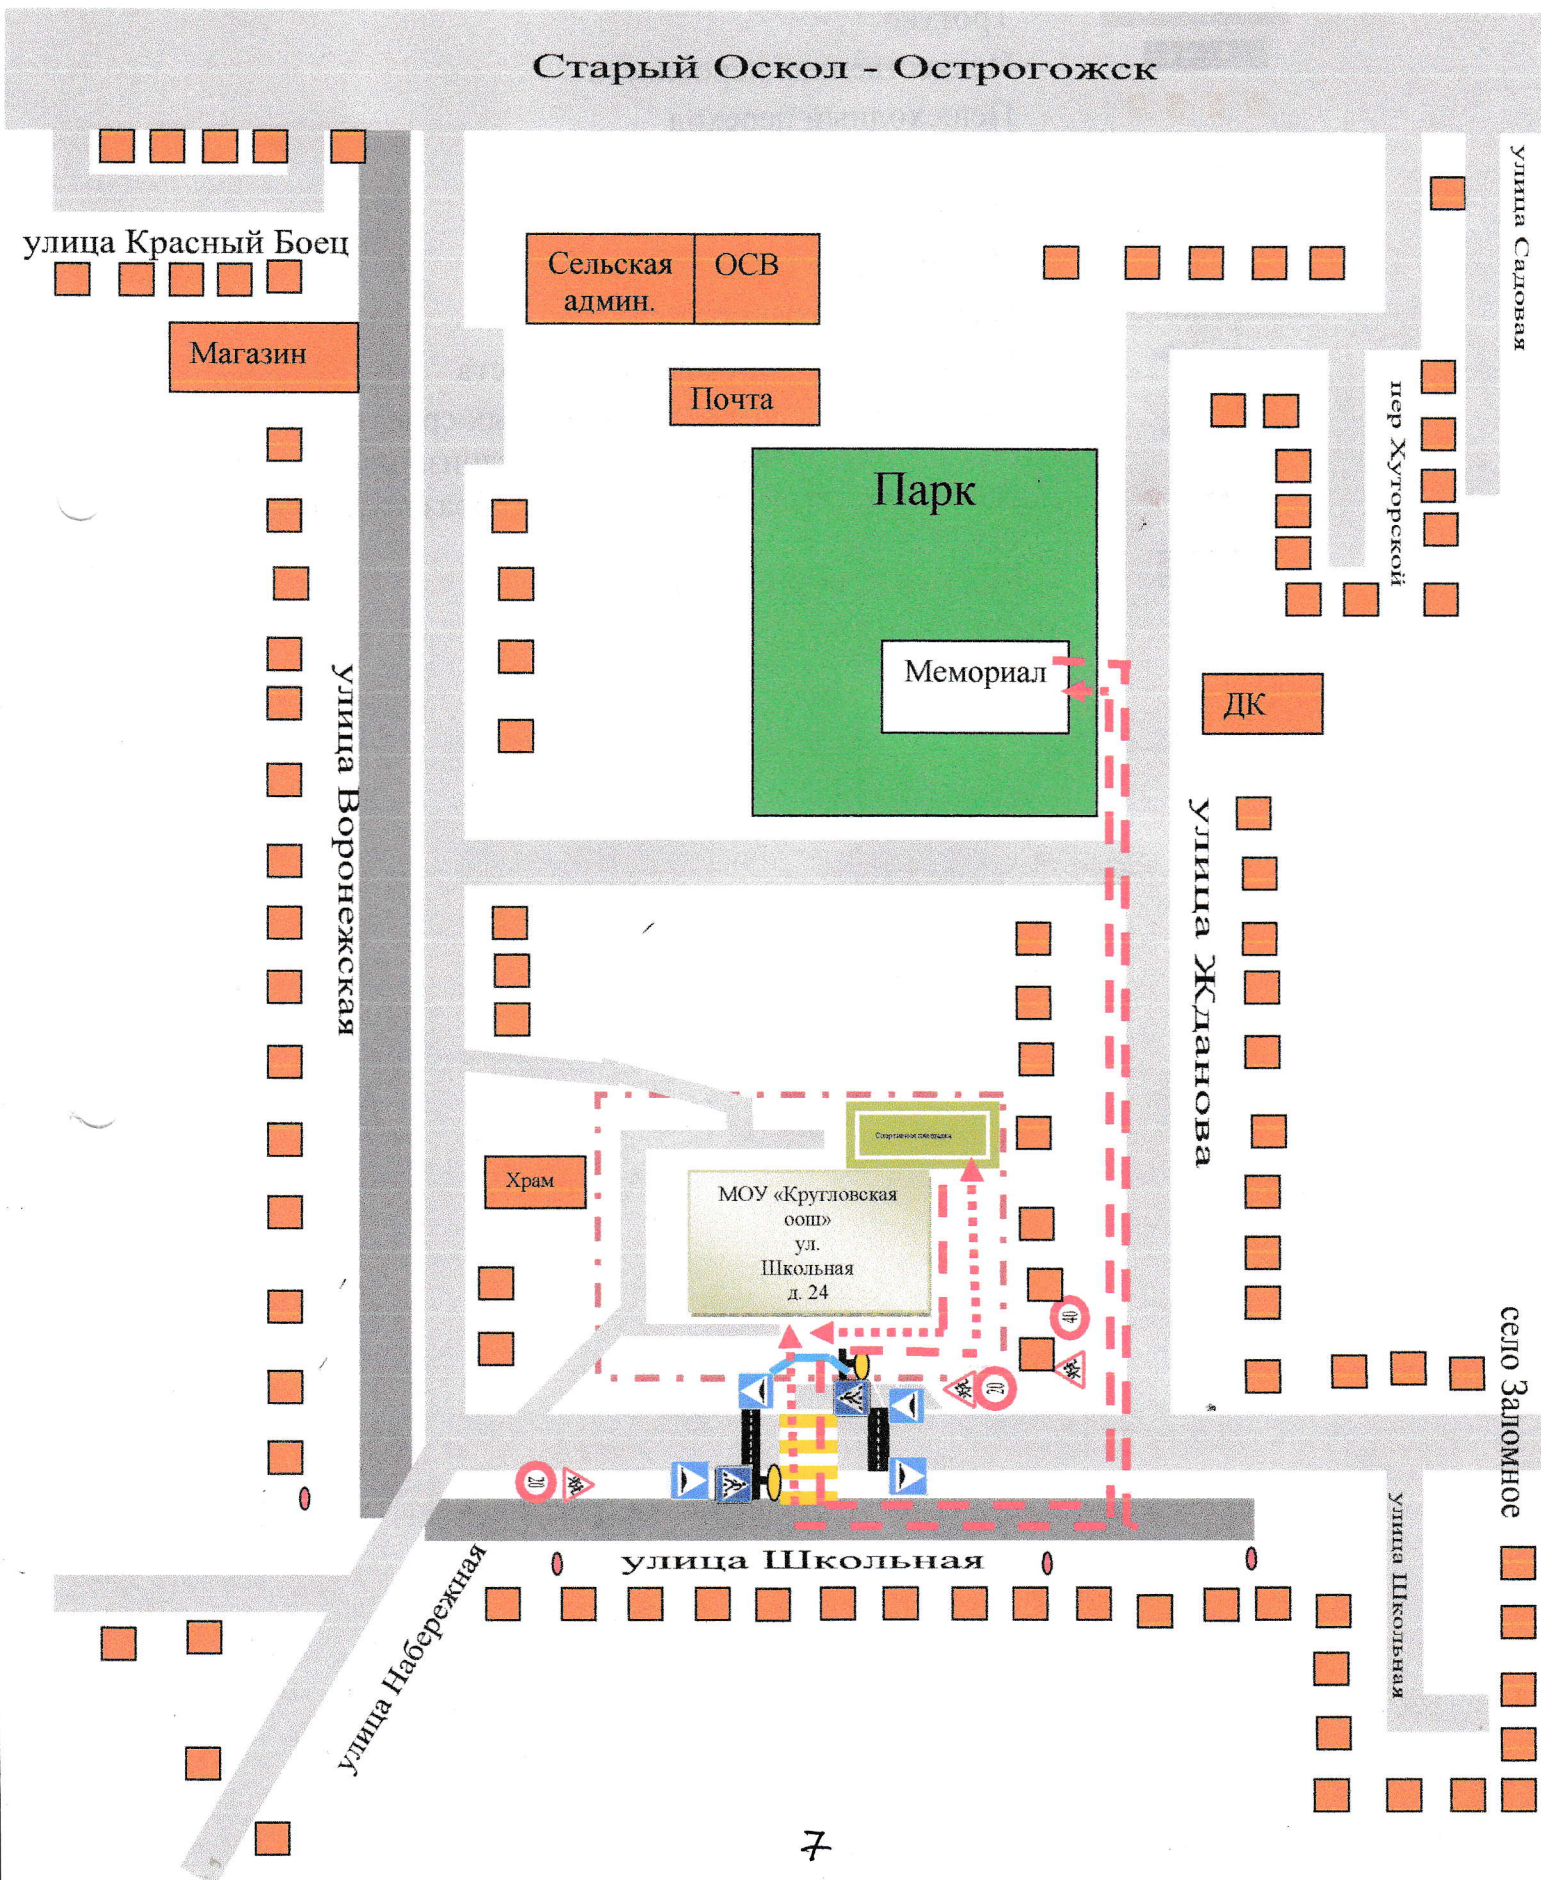 Старый Оскол - Острогожск
улица Красный Боец
Сельская
админ.
ОСВ
Магазин
Почта
улица Садовая
пер Хуторской
Парк
Мемориал
ДК
улица Воронежская
улица Жданова
Спортивная площадка
Храм
МОУ «Кругловская
оош»
ул.
Школьная
д. 24
40
20
20
село Заломное
улица Школьная
улица Школьная
улица Набережная
7